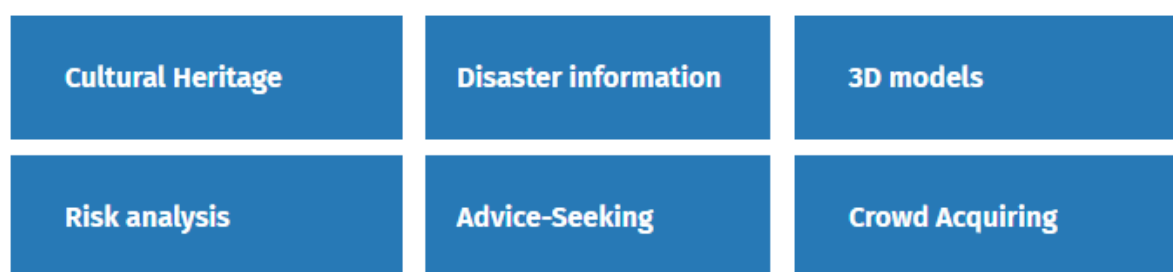 Cultural Heritage
Disaster information
3D models
Risk analysis
Advice-Seeking
Crowd Acquiring